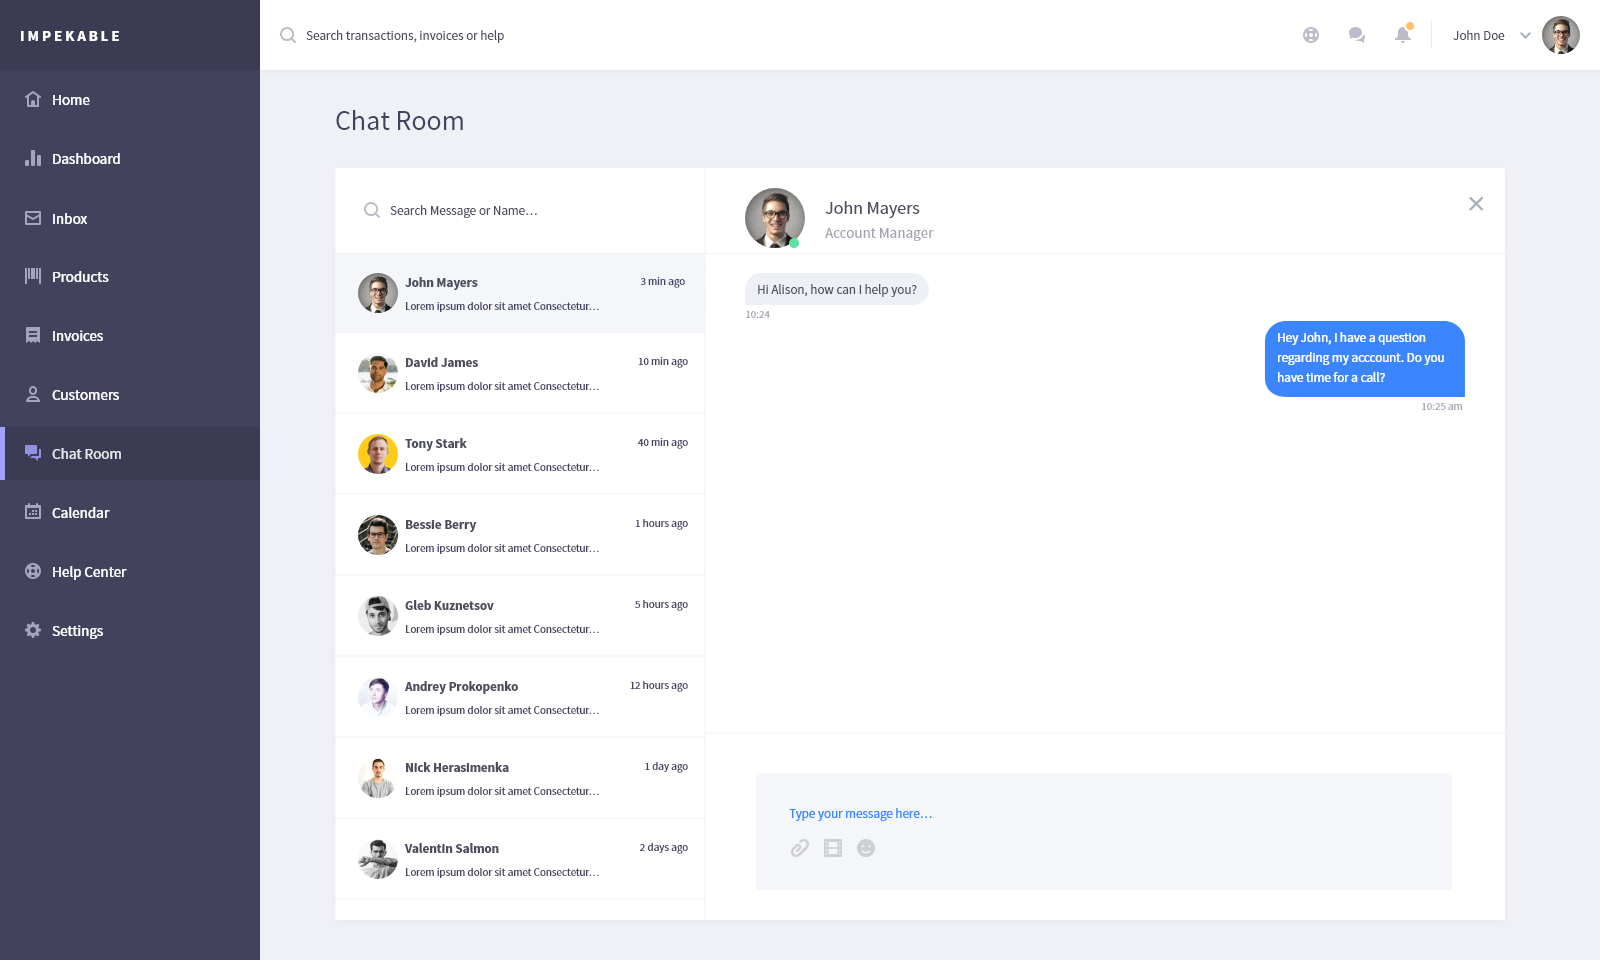 IMPEKABLE
Search transactions, invoices or help
John Doe
Home
Dashboard
Inbox
Products
Invoices
Customers
Chat Room
Calendar
Help Center
Settings
Chat Room
Search Message or Name...
John Mayers
3 min ago
Lorem ipsum dolor sit amet Consectetur...
David James
10 min ago
Lorem ipsum dolor sit amet Consectetur...
Tony Stark
40 min ago
Lorem ipsum dolor sit amet Consectetur...
Bessie Berry
1 hours ago
Lorem ipsum dolor sit amet Consectetur...
Gleb Kuznetsov
5 hours ago
Lorem ipsum dolor sit amet Consectetur...
Andrey Prokopenko
12 hours ago
Lorem ipsum dolor sit amet Consectetur...
Nick Herasimenka
1 day ago
Lorem ipsum dolor sit amet Consectetur...
Valentin Salmon
2 days ago
Lorem ipsum dolor sit amet Consectetur...
John Mayers
Account Manager
Hi Alison, how can I help you?
10:24
Hey John, I have a question
regarding my acccount. Do you
have time for a call?
10:25 am
Type your message here...